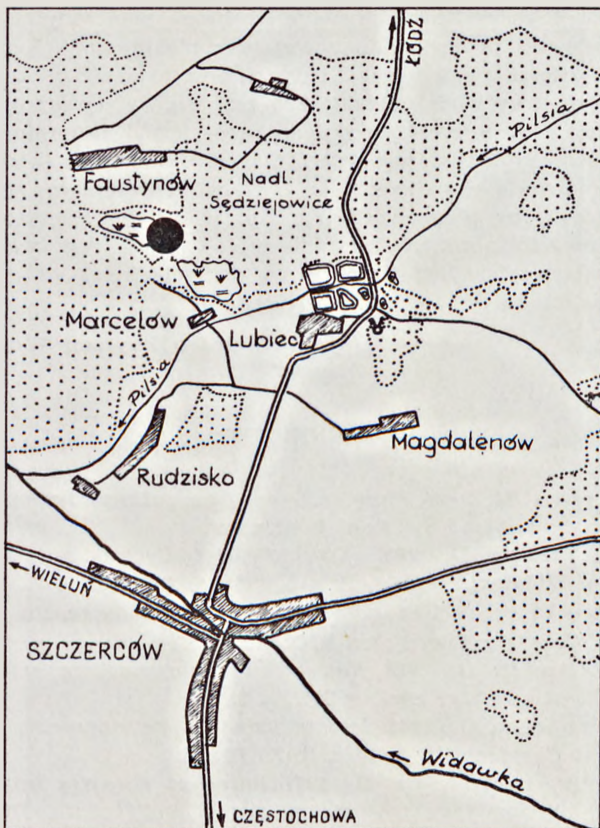 ŁÓDŹ
Pilsia
Faustynów
Nadl.
Sędziejowice
Marcelów
Lubiec
Pilsia
Magdalenów
Rudzisko
WIELUŃ
SZCZERCÓW
Widawka
CZĘSTOCHOWA